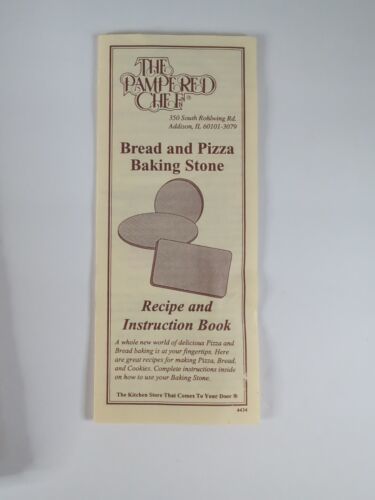 THE
PAMPERED
CHEF®
350 South Rohlwing Rd.
Addison, IL 60101-3079
Bread and Pizza
Baking Stone
Recipe and
Instruction Book
A whole new world of delicious Pizza and
Bread baking is at your fingertips. Here
are great recipes for making Pizza, Bread,
and Cookies. Complete instructions inside
on how to use your Baking Stone.
The Kitchen Store That Comes To Your Door ®
4434